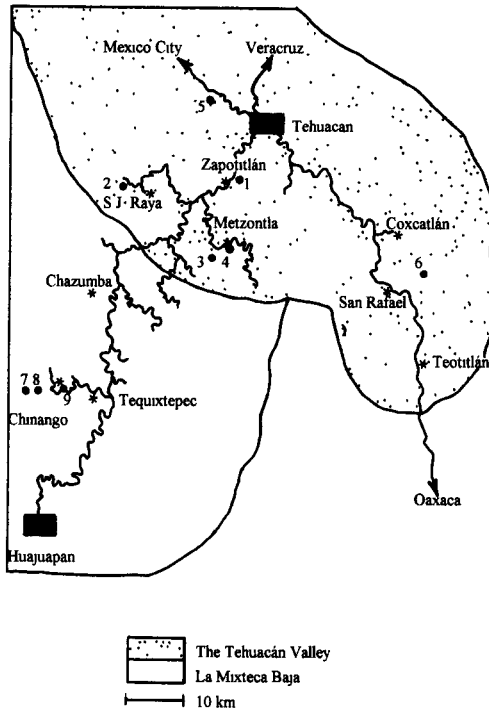 Mexico City
Veracruz
5
Tehuacan
Zapotitlán
1
2
S J. Raya
Metzontla
Coxcatlán
3
4
6
Chazumba
San Rafael
Teotıtlán
7 8
9
Chinango
Tequixtepec
Oaxaca
Huajuapan
The Tehuacán Valley
La Mixteca Baja
10 km